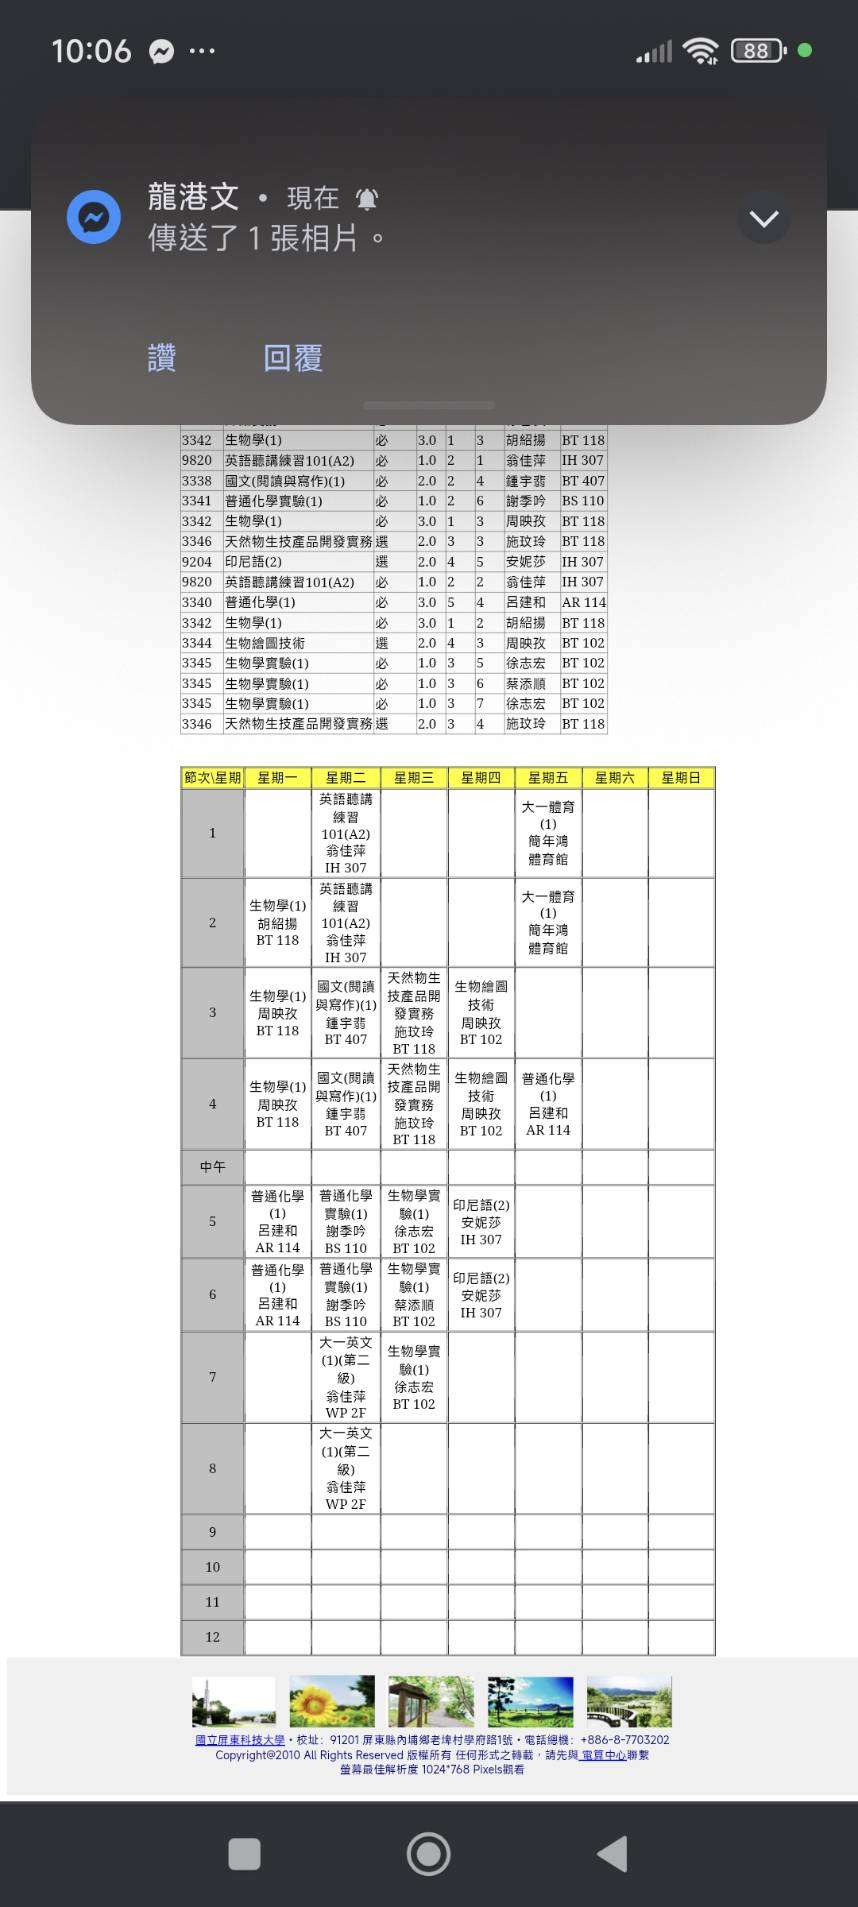 10:06
88
龍港文 • 現在
傳送了 1 張相片。
讚 回覆
3342 生物學(1) 必 3.0 1 3 胡紹揚 BT 118
9820 英語聽講練習101(A2) 必 1.0 2 1 翁佳萍 IH 307
3338 國文(閱讀與寫作)(1) 必 2.0 2 4 鍾宇翡 BT 407
3341 普通化學實驗(1) 必 1.0 2 6 謝季吟 BS 110
3342 生物學(1) 必 3.0 1 3 周映孜 BT 118
3346 天然物生技產品開發實務 選 2.0 3 3 施玟玲 BT 118
9204 印尼語(2) 選 2.0 4 5 安妮莎 IH 307
9820 英語聽講練習101(A2) 必 1.0 2 2 翁佳萍 IH 307
3340 普通化學(1) 必 3.0 5 4 呂建和 AR 114
3342 生物學(1) 必 3.0 1 2 胡紹揚 BT 118
3344 生物繪圖技術 選 2.0 4 3 周映孜 BT 102
3345 生物學實驗(1) 必 1.0 3 5 徐志宏 BT 102
3345 生物學實驗(1) 必 1.0 3 6 蔡添順 BT 102
3345 生物學實驗(1) 必 1.0 3 7 徐志宏 BT 102
3346 天然物生技產品開發實務 選 2.0 3 4 施玟玲 BT 118
節次\星期 星期一 星期二 星期三 星期四 星期五 星期六 星期日
1
英語聽講
練習
101(A2)
翁佳萍
IH 307
大一體育
(1)
簡年鴻
體育館
2
生物學(1)
胡紹揚
BT 118
英語聽講
練習
101(A2)
翁佳萍
IH 307
大一體育
(1)
簡年鴻
體育館
3
生物學(1)
周映孜
BT 118
國文(閱讀
與寫作)(1)
鍾宇翡
BT 407
天然物生
技產品開
發實務
施玟玲
BT 118
生物繪圖
技術
周映孜
BT 102
4
生物學(1)
周映孜
BT 118
國文(閱讀
與寫作)(1)
鍾宇翡
BT 407
天然物生
技產品開
發實務
施玟玲
BT 118
生物繪圖
技術
周映孜
BT 102
普通化學
(1)
呂建和
AR 114
中午
5
普通化學
(1)
呂建和
AR 114
普通化學
實驗(1)
謝季吟
BS 110
生物學實
驗(1)
徐志宏
BT 102
印尼語(2)
安妮莎
IH 307
6
普通化學
(1)
呂建和
AR 114
普通化學
實驗(1)
謝季吟
BS 110
生物學實
驗(1)
蔡添順
BT 102
印尼語(2)
安妮莎
IH 307
7
大一英文
(1)(第二
級)
翁佳萍
WP 2F
生物學實
驗(1)
徐志宏
BT 102
8
大一英文
(1)(第二
級)
翁佳萍
WP 2F
9
10
11
12
國立屏東科技大學・校址：91201 屏東縣內埔鄉老埤村學府路1號・電話總機：+886-8-7703202
Copyright@2010 All Rights Reserved 版權所有 任何形式之轉載，請先與 電算中心聯繫
螢幕最佳解析度 1024*768 Pixels觀看